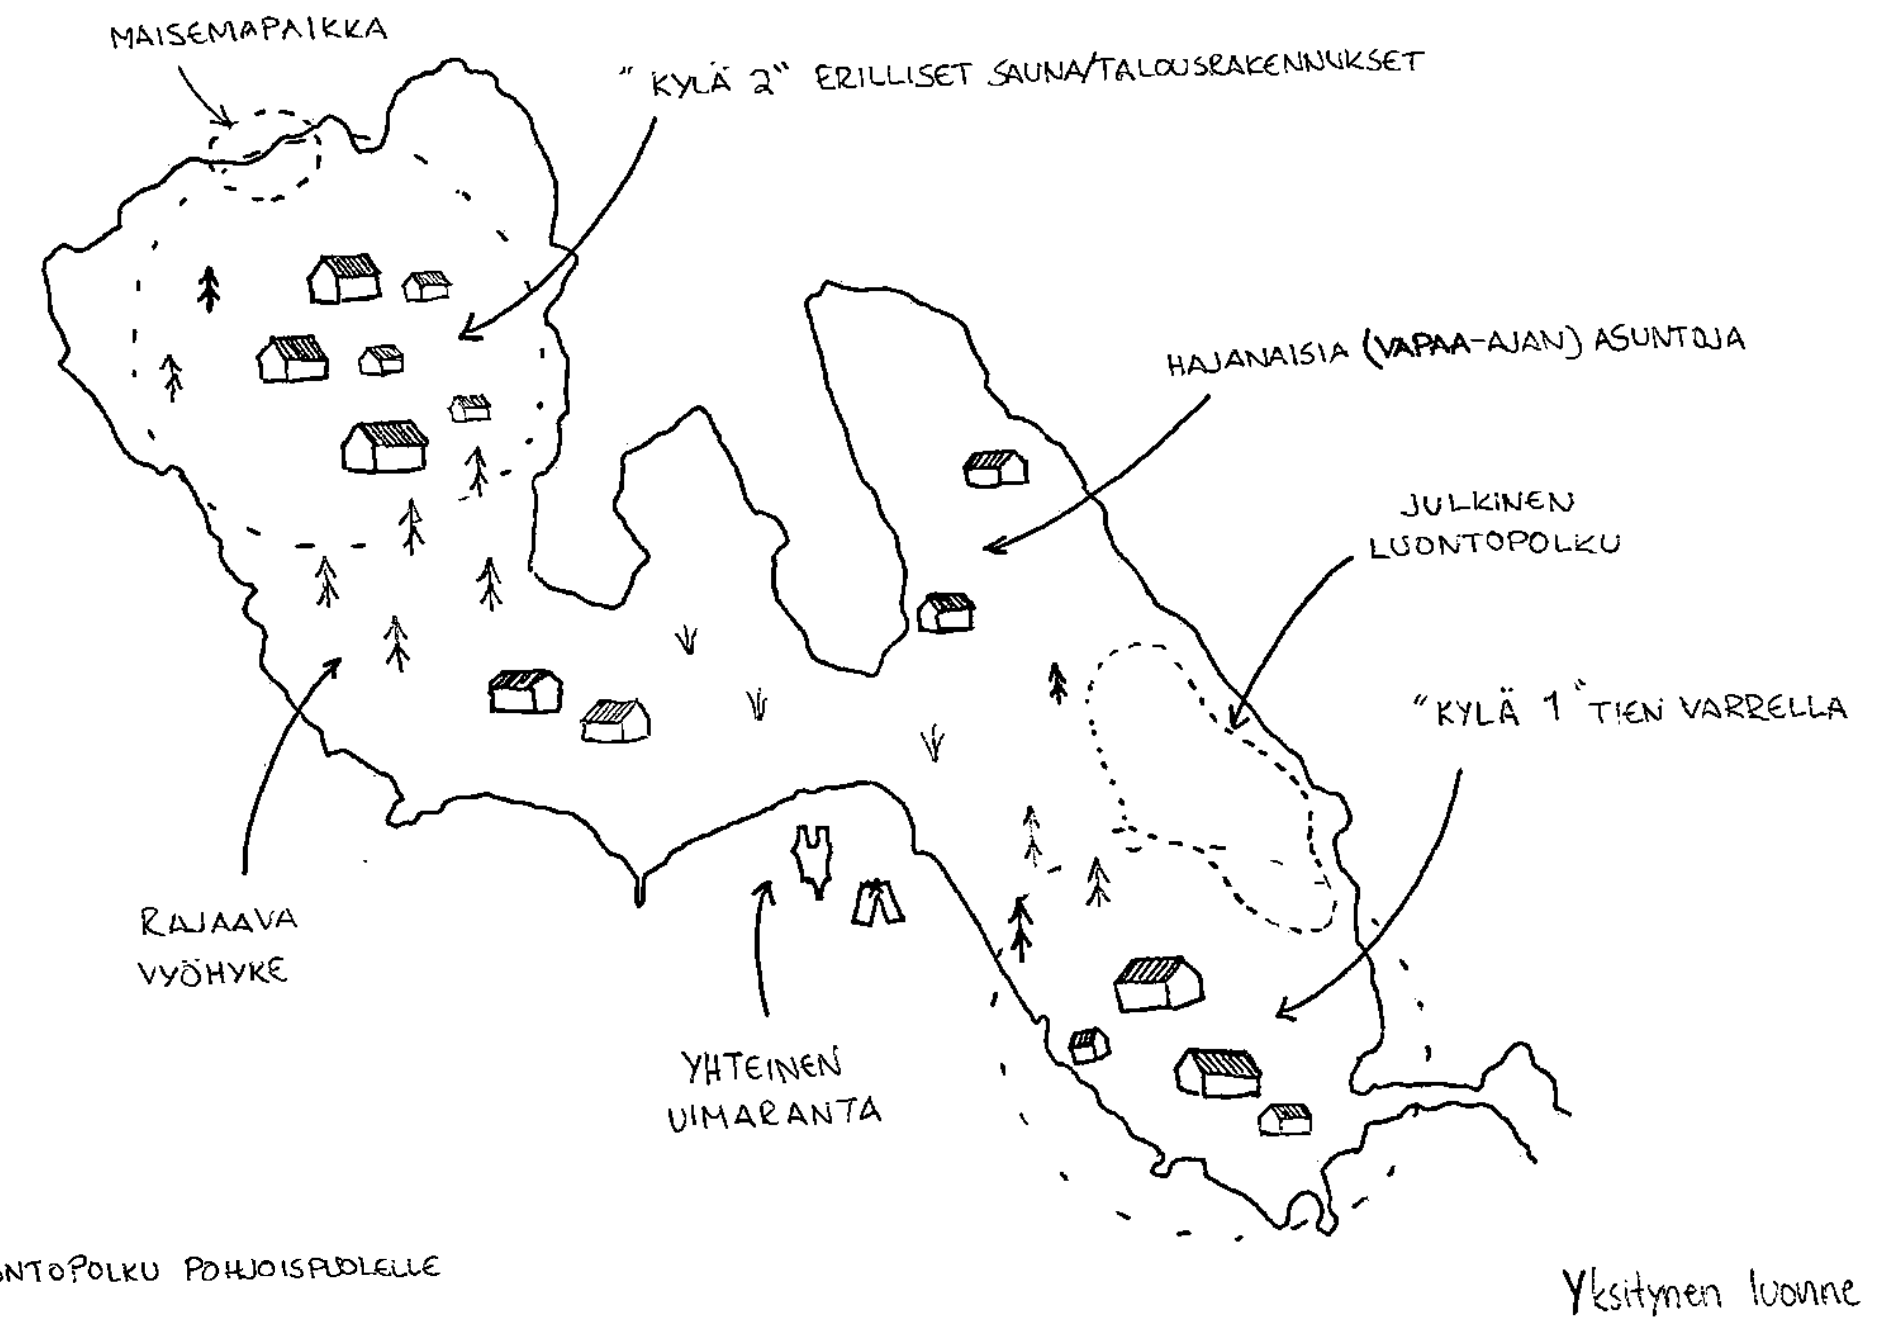 MAISEMAPAIKKA
"KYLÄ 2" ERILLISET SAUNA/TALOUSRAKENNUKSET
HAJANAISIA (VAPAA-AJAN) ASUNTOJA
JULKINEN
LUONTOPOLKU
"KYLÄ 1" TIEN VARRELLA
RAJAAVA
VYÖHYKE
YHTEINEN
UIMARANTA
NTOPOLKU POHJOISPUOLELLE
Yksitynen luonne